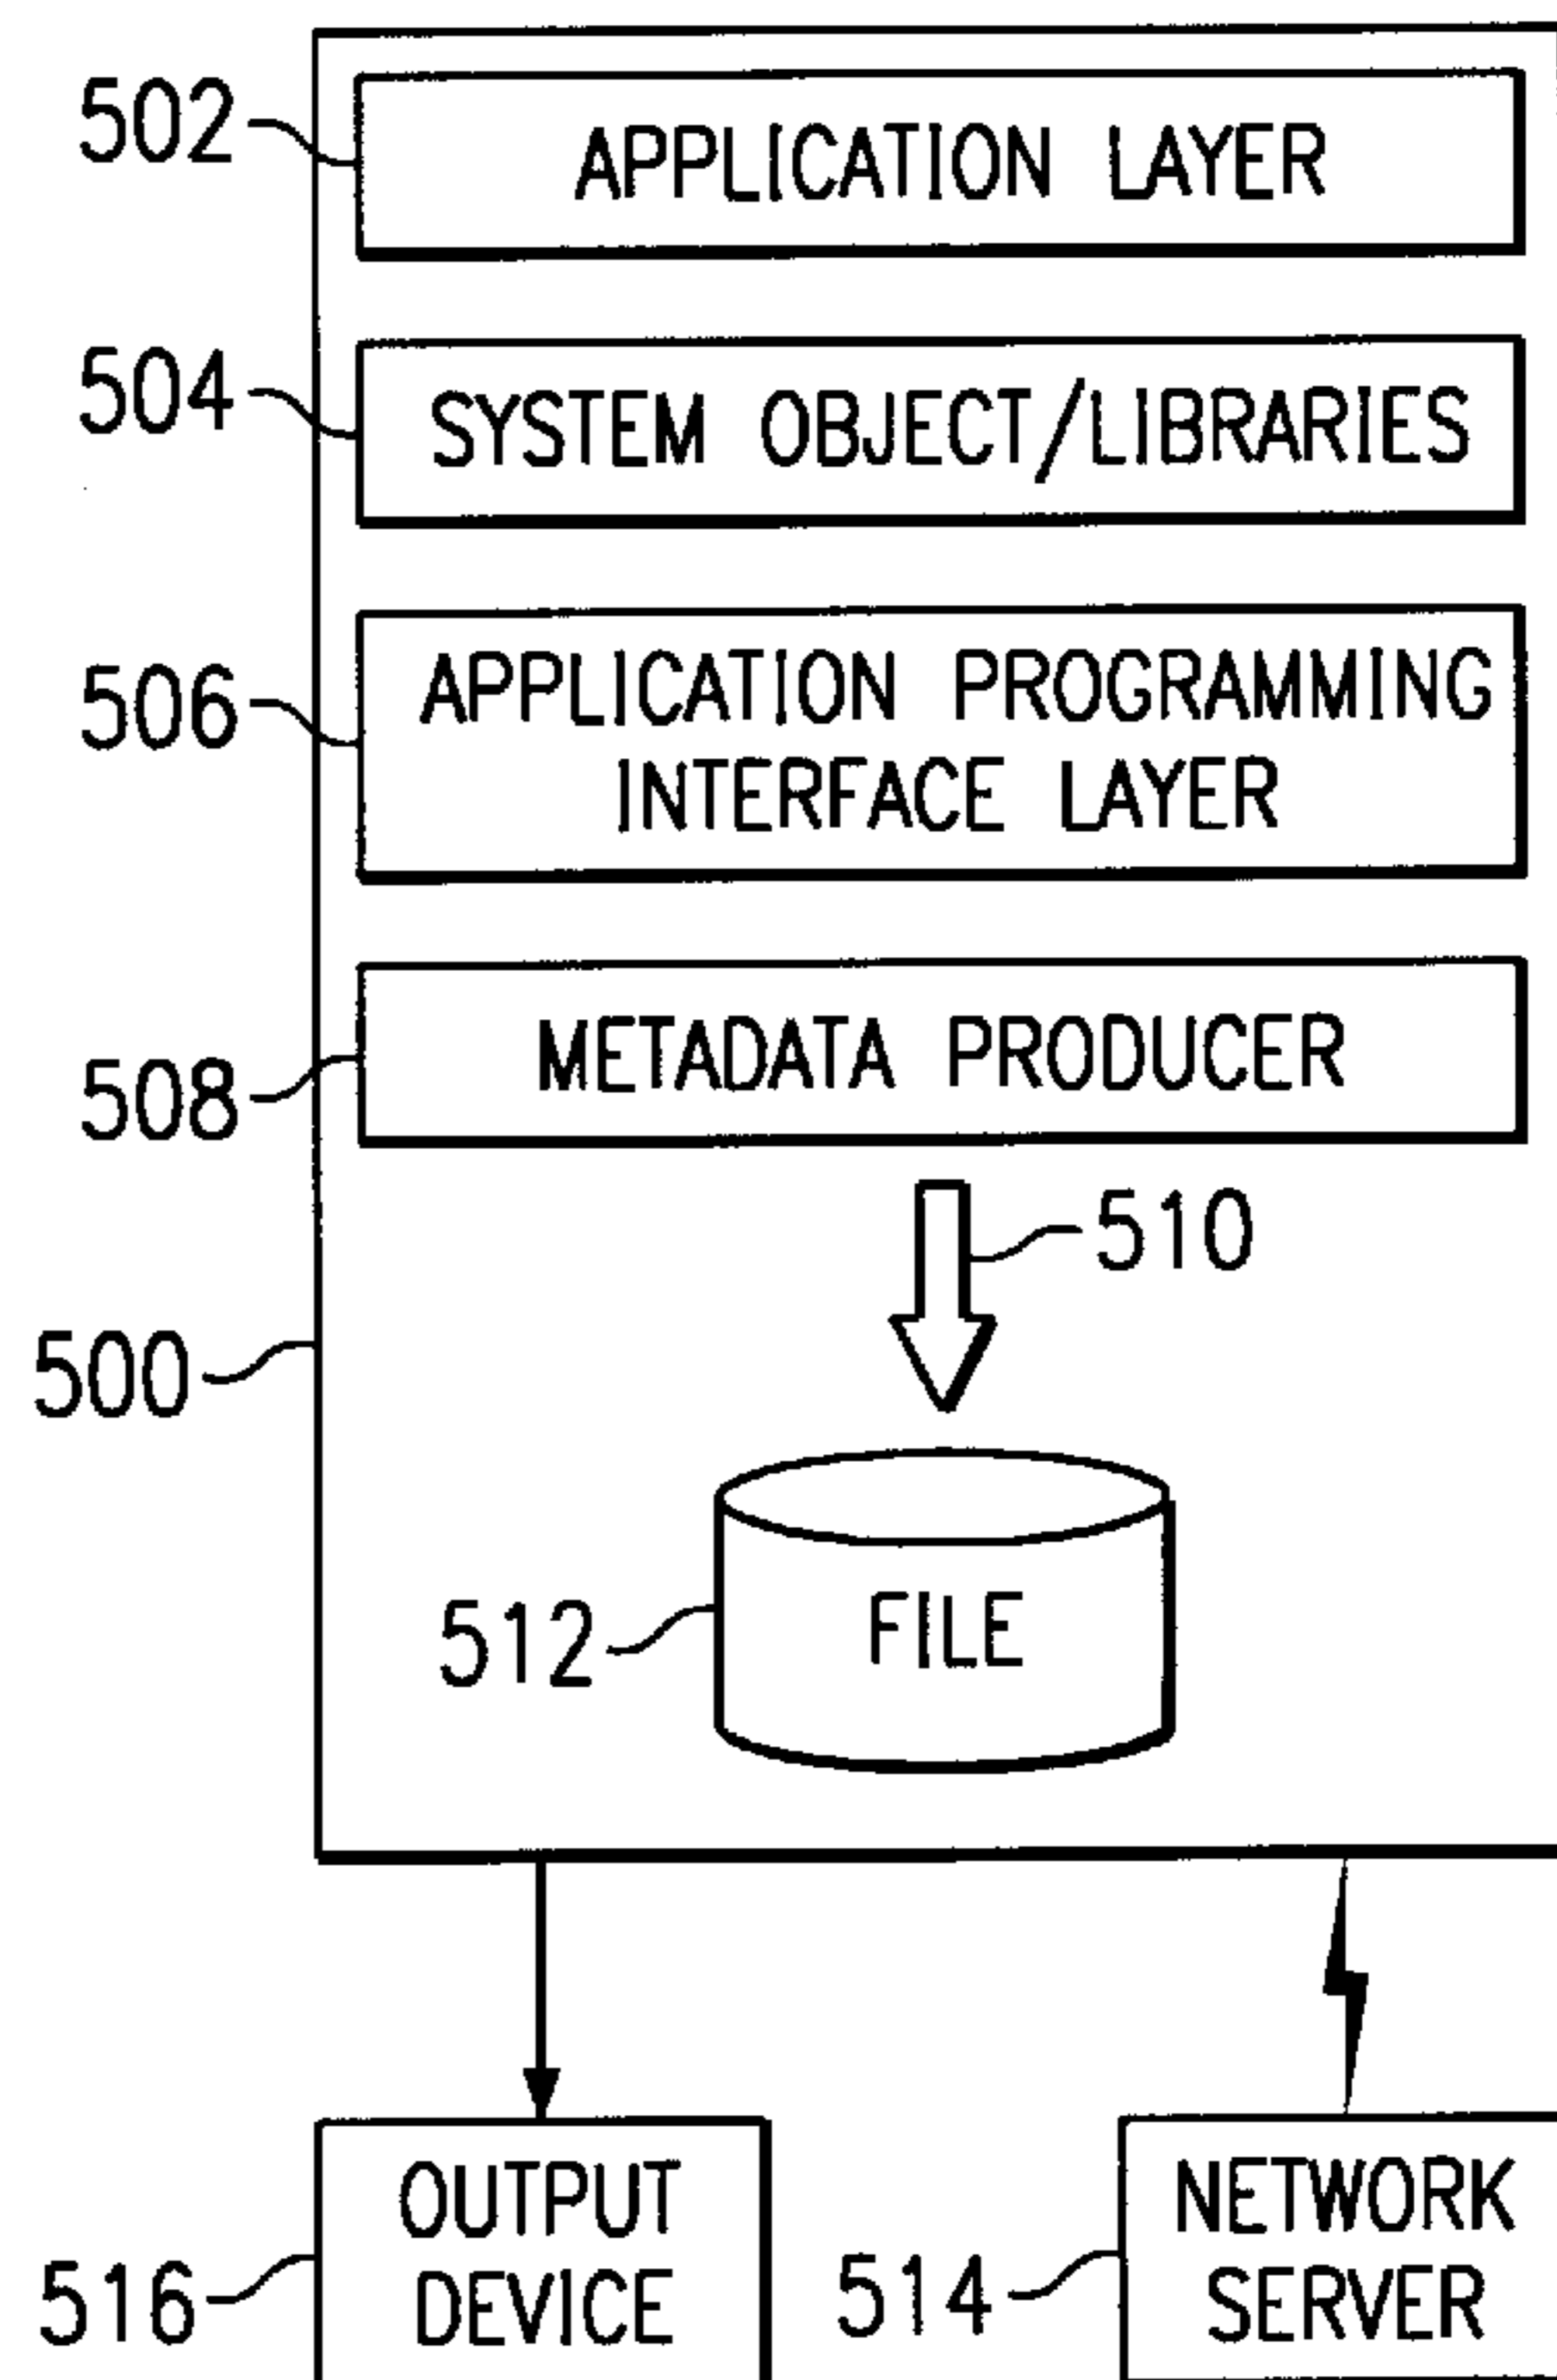 502
APPLICATION LAYER
504
SYSTEM OBJECT/LIBRARIES
506
APPLICATION PROGRAMMING
INTERFACE LAYER
508
METADATA PRODUCER
510
500
512
FILE
OUTPUT
DEVICE
516
NETWORK
SERVER
514